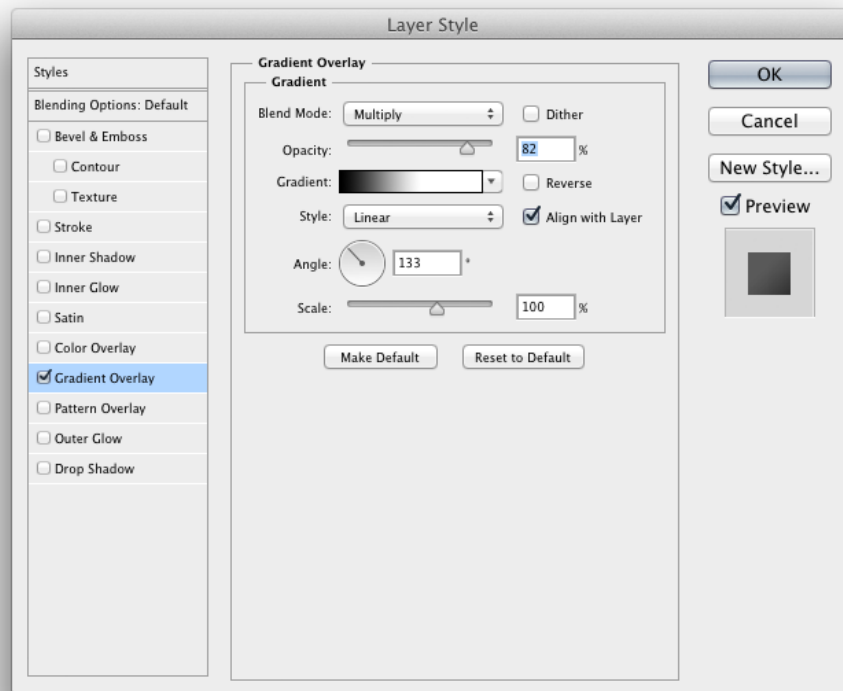 Layer Style
Styles
Blending Options: Default
Bevel & Emboss
Contour
Texture
Stroke
Inner Shadow
Inner Glow
Satin
Color Overlay
Gradient Overlay
Pattern Overlay
Outer Glow
Drop Shadow
Gradient Overlay
Gradient
Blend Mode: Multiply Dither
Opacity: 82 %
Gradient: Reverse
Style: Linear Align with Layer
Angle: 133 °
Scale: 100 %
Make Default Reset to Default
OK
Cancel
New Style...
Preview